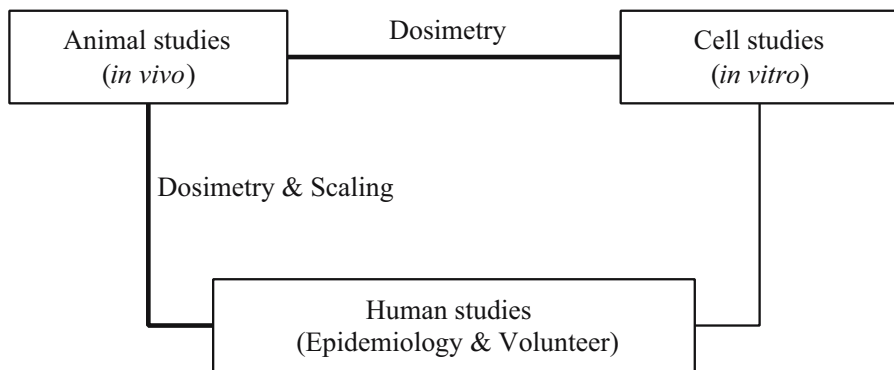 Animal studies
(in vivo)
Dosimetry
Cell studies
(in vitro)
Dosimetry & Scaling
Human studies
(Epidemiology & Volunteer)